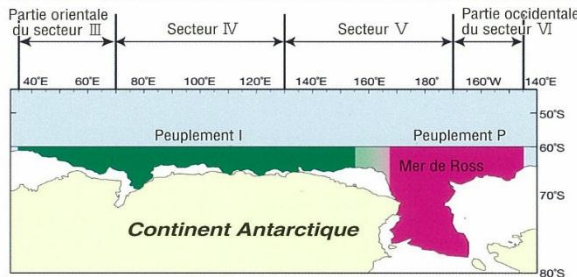 Partie orientale
du secteur III
Secteur IV
Secteur V
Partie occidentale
du secteur VI
40°E 60°E 80°E 100°E 120°E 140°E 160°E 180° 160°W 140°E
50°S
Peuplement I
Peuplement P
60°S
Mer de Ross
70°S
Continent Antarctique
80°S